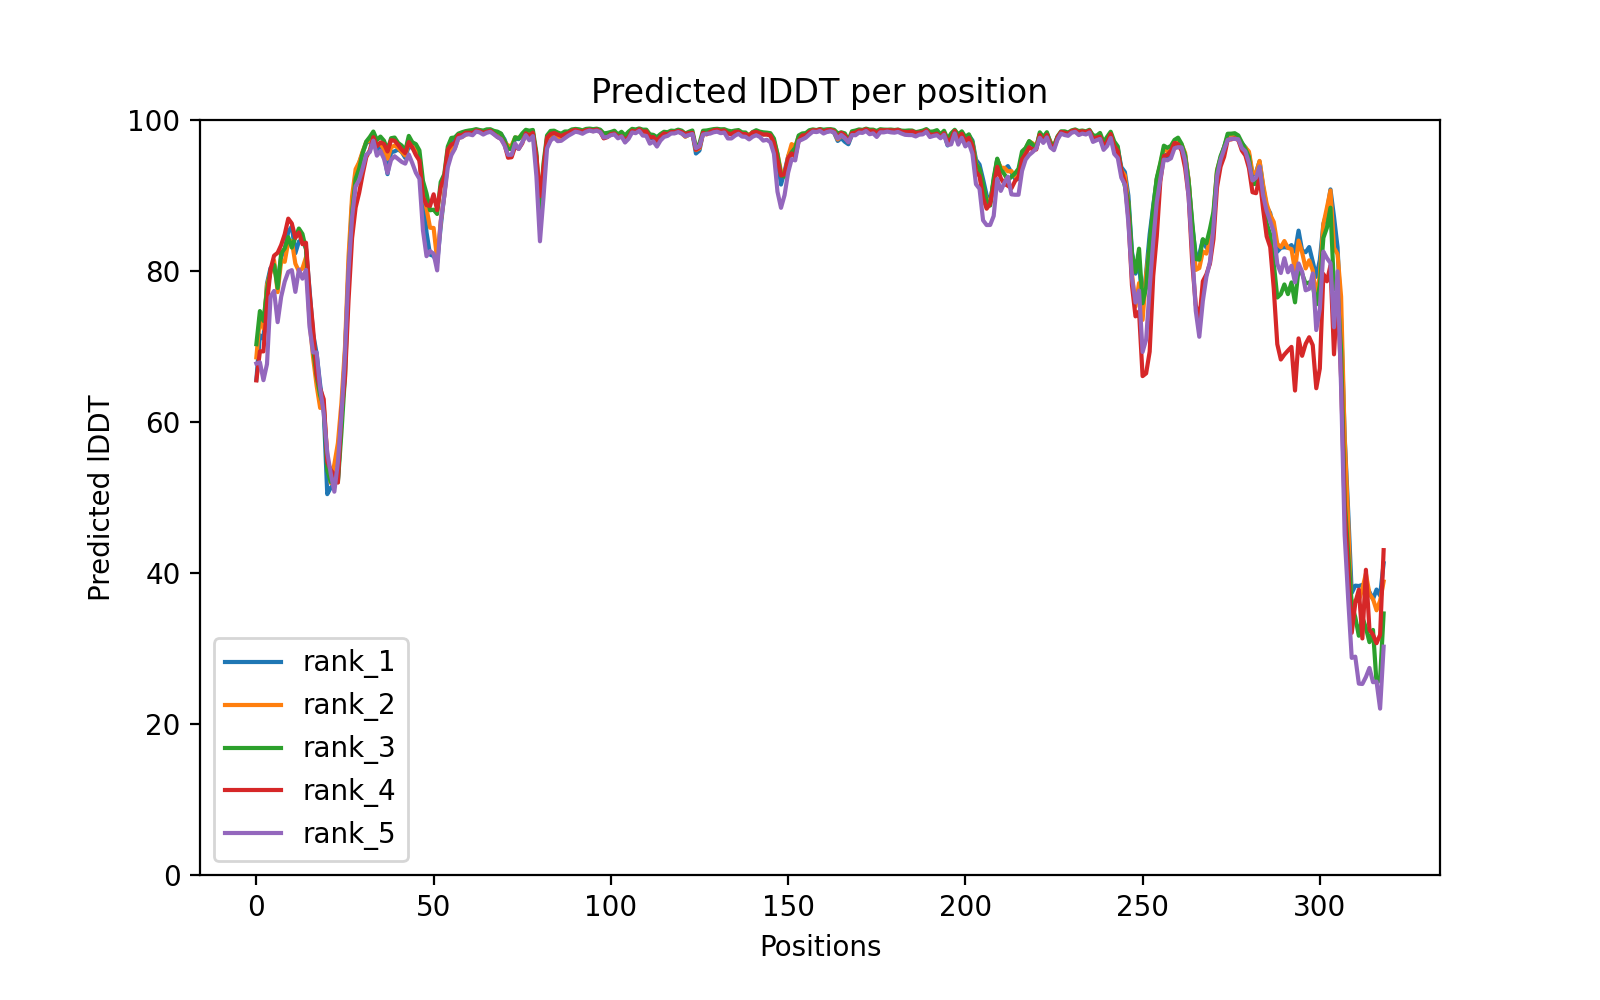 Predicted lDDT per position
100
80
60
40
20
0
Predicted lDDT
rank_1
rank_2
rank_3
rank_4
rank_5
0 50 100 150 200 250 300
Positions